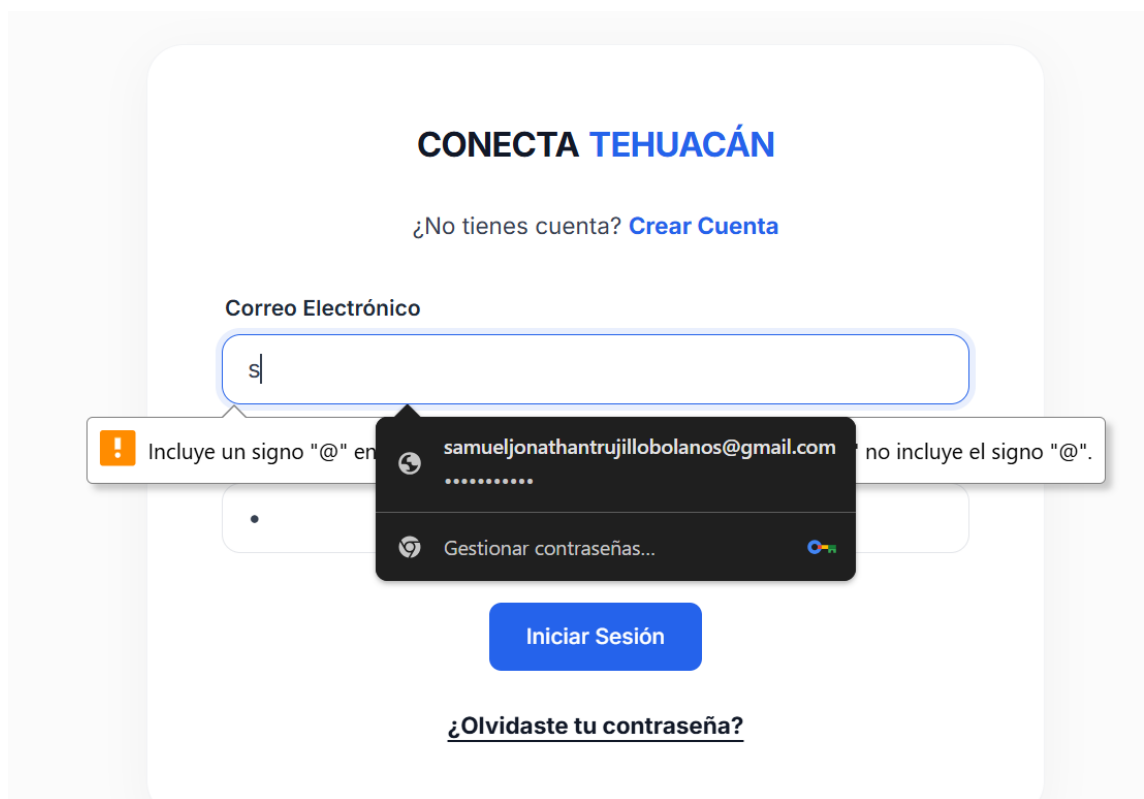 CONECTA TEHUACÁN
¿No tienes cuenta? Crear Cuenta
Correo Electrónico
s
Incluye un signo "@" en
samueljonathantrujillobolanos@gmail.com
' no incluye el signo "@".
•••••••••••
•
Gestionar contraseñas...
Iniciar Sesión
¿Olvidaste tu contraseña?